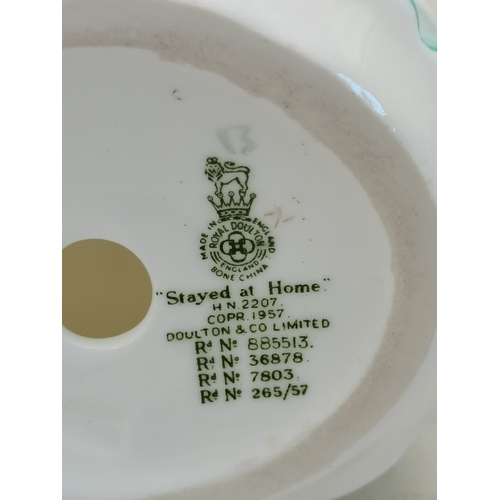 MADE IN ENGLAND
ROYAL DOULTON
ENGLAND
BONE CHINA
"Stayed at Home"
H.N. 2207.
COPR. 1957.
DOULTON & CO LIMITED
Rᵈ Nº 885513.
Rᵈ Nº 36878.
Rᵈ Nº 7803.
Rᵈ Nº 265/57